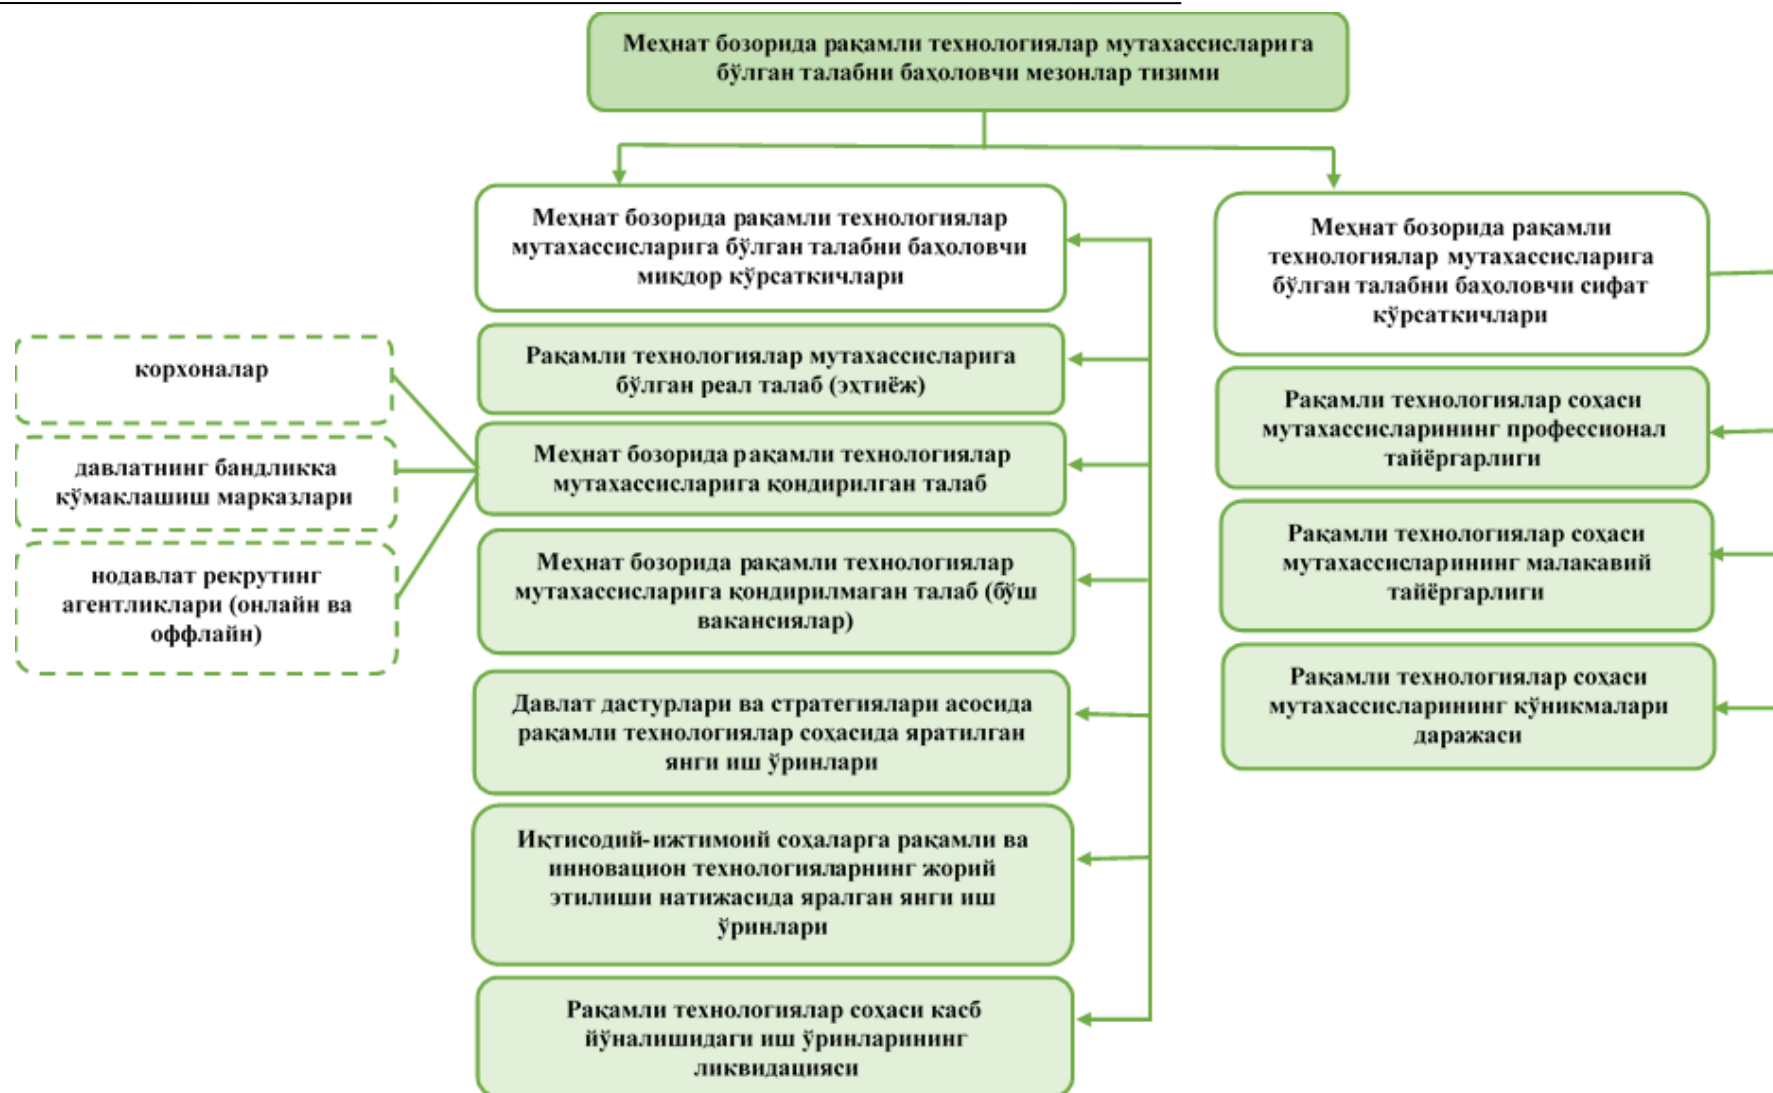 Меҳнат бозорида рақамли технологиялар мутахассисларига
бўлган талабни баҳоловчи мезонлар тизими
Меҳнат бозорида рақамли технологиялар
мутахассисларига бўлган талабни баҳоловчи
миқдор кўрсаткичлари
Рақамли технологиялар мутахассисларига
бўлган реал талаб (эҳтиёж)
Меҳнат бозорида рақамли технологиялар
мутахассисларига қондирилган талаб
Меҳнат бозорида рақамли технологиялар
мутахассисларига қондирилмаган талаб (бўш
вакансиялар)
Давлат дастурлари ва стратегиялари асосида
рақамли технологиялар соҳасида яратилган
янги иш ўринлари
Иқтисодий-ижтимоий соҳаларга рақамли ва
инновацион технологияларнинг жорий
этилиши натижасида яралган янги иш
ўринлари
Рақамли технологиялар соҳаси касб
йўналишидаги иш ўринларининг
ликвидацияси
корхоналар
давлатнинг бандликка
кўмаклашиш марказлари
нодавлат рекрутинг
агентликлари (онлайн ва
оффлайн)
Меҳнат бозорида рақамли
технологиялар мутахассисларига
бўлган талабни баҳоловчи сифат
кўрсаткичлари
Рақамли технологиялар соҳаси
мутахассисларининг профессионал
тайёргарлиги
Рақамли технологиялар соҳаси
мутахассисларининг малакавий
тайёргарлиги
Рақамли технологиялар соҳаси
мутахассисларининг кўникмалари
даражаси